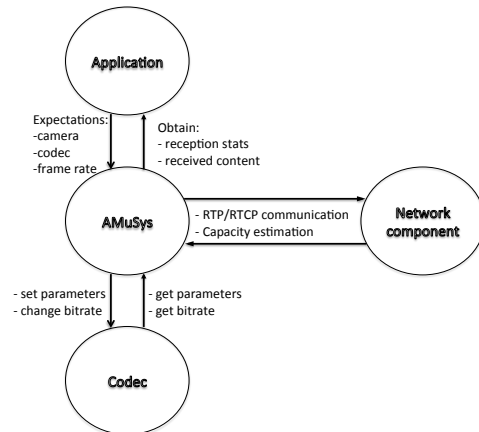 Application
Expectations:
-camera
-codec
-frame rate
Obtain:
- reception stats
- received content
AMuSys
- RTP/RTCP communication
- Capacity estimation
Network
component
- set parameters
- change bitrate
- get parameters
- get bitrate
Codec